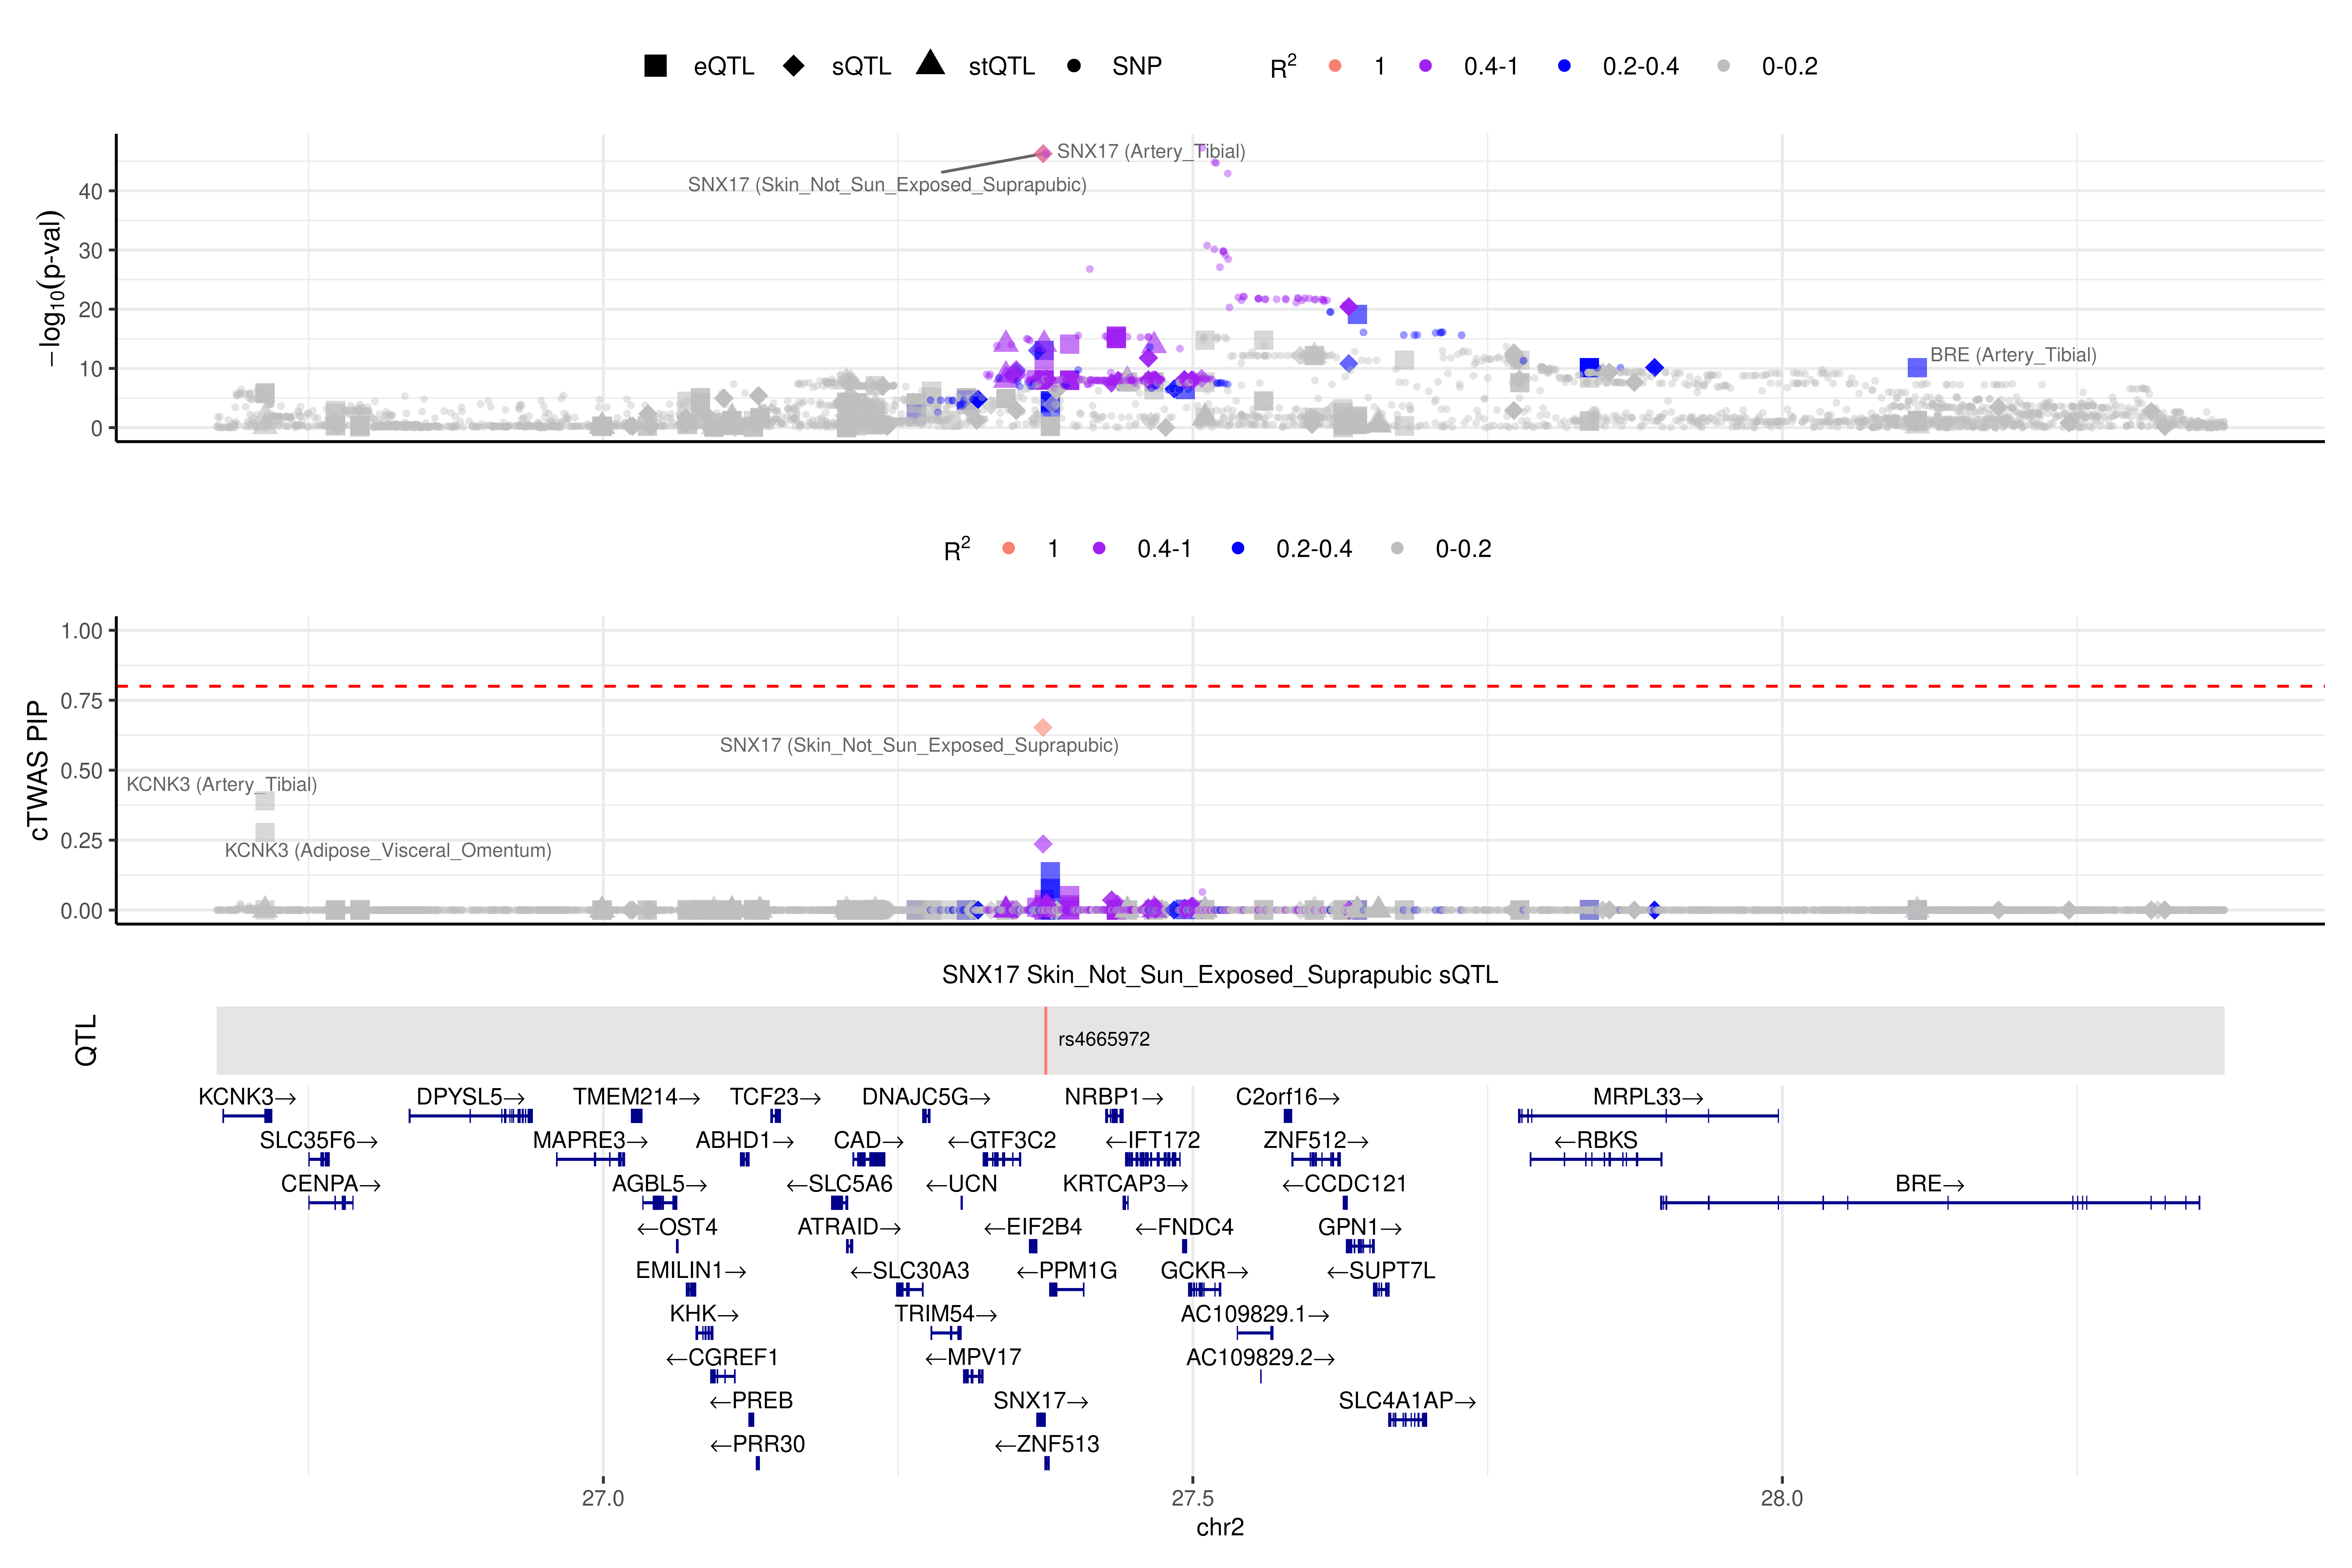 eQTL sQTL stQTL SNP R2 1 0.4-1 0.2-0.4 0-0.2
SNX17 (Artery_Tibial)
SNX17 (Skin_Not_Sun_Exposed_Suprapubic)
BRE (Artery_Tibial)
−log10(p-val)
40
30
20
10
0
R2 1 0.4-1 0.2-0.4 0-0.2
cTWAS PIP
1.00
0.75
0.50
0.25
0.00
SNX17 (Skin_Not_Sun_Exposed_Suprapubic)
KCNK3 (Artery_Tibial)
KCNK3 (Adipose_Visceral_Omentum)
SNX17 Skin_Not_Sun_Exposed_Suprapubic sQTL
QTL
rs4665972
KCNK3→ DPYSL5→ TMEM214→ TCF23→ DNAJC5G→ NRBP1→ C2orf16→ MRPL33→
SLC35F6→ MAPRE3→ ABHD1→ CAD→ ←GTF3C2 ←IFT172 ZNF512→ ←RBKS
CENPA→ AGBL5→ ←SLC5A6 ←UCN KRTCAP3→ ←CCDC121 BRE→
←OST4 ATRAID→ ←EIF2B4 ←FNDC4 GPN1→
EMILIN1→ ←SLC30A3 ←PPM1G GCKR→ ←SUPT7L
KHK→ TRIM54→ AC109829.1→
←CGREF1 ←MPV17 AC109829.2→
←PREB SNX17→ SLC4A1AP→
←PRR30 ←ZNF513
27.0 27.5 28.0
chr2